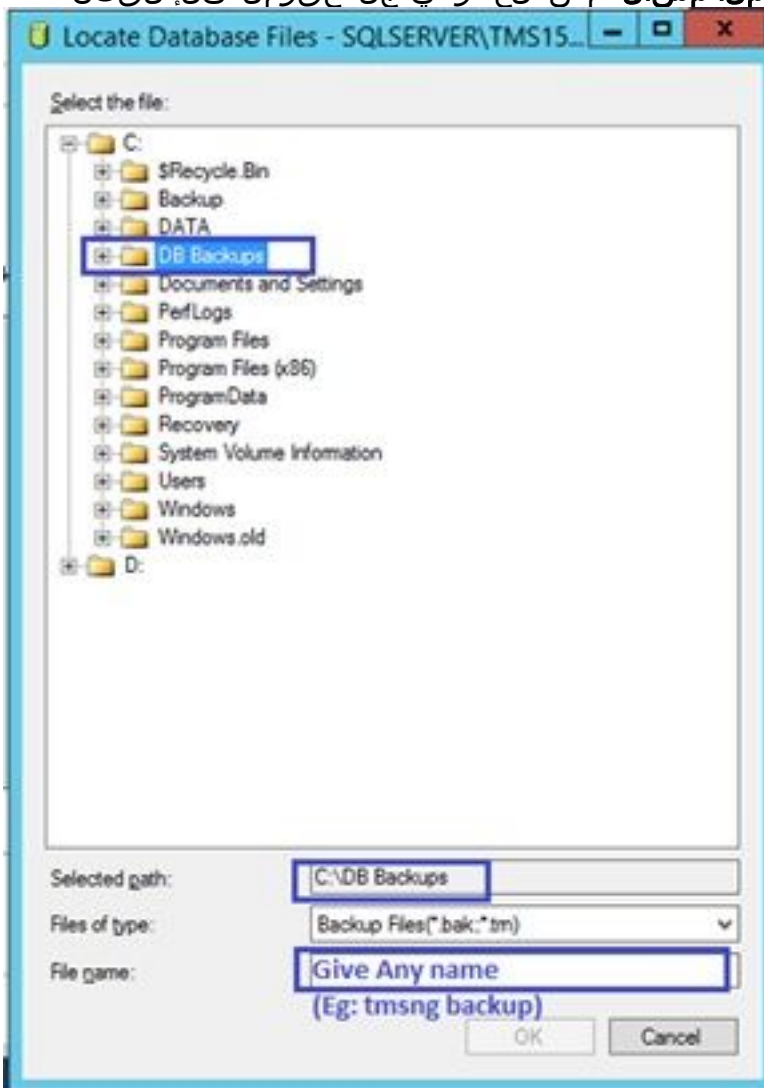 Locate Database Files - SQLSERVER\TMS15...
Select the file:
C:
$Recycle.Bin
Backup
DATA
DB Backups
Documents and Settings
PerfLogs
Program Files
Program Files (x86)
ProgramData
Recovery
System Volume Information
Users
Windows
Windows.old
D:
Selected path: C:\DB Backups
Files of type: Backup Files(*.bak;*.trn)
File name: Give Any name
(Eg: tmsng backup)
OK Cancel